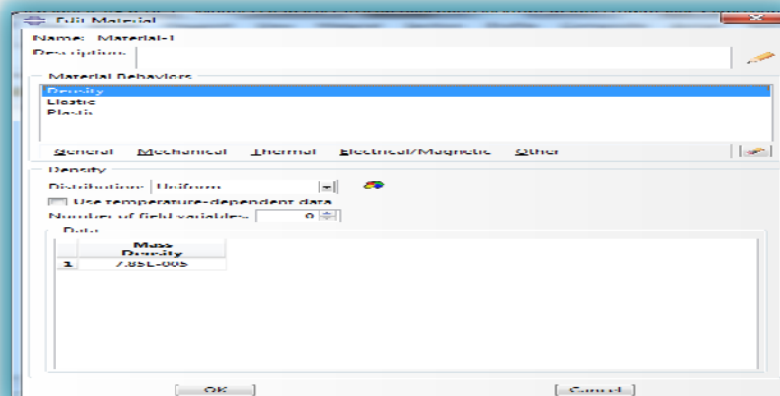 Edit Material
Name: Material-1
Description:
Material Behaviors
Density
Elastic
Plastic
General Mechanical Thermal Electrical/Magnetic Other
Density
Distribution: Uniform
Use temperature-dependent data
Number of field variables: 0
Data
Mass
Density
1 7.85E-005
OK Cancel